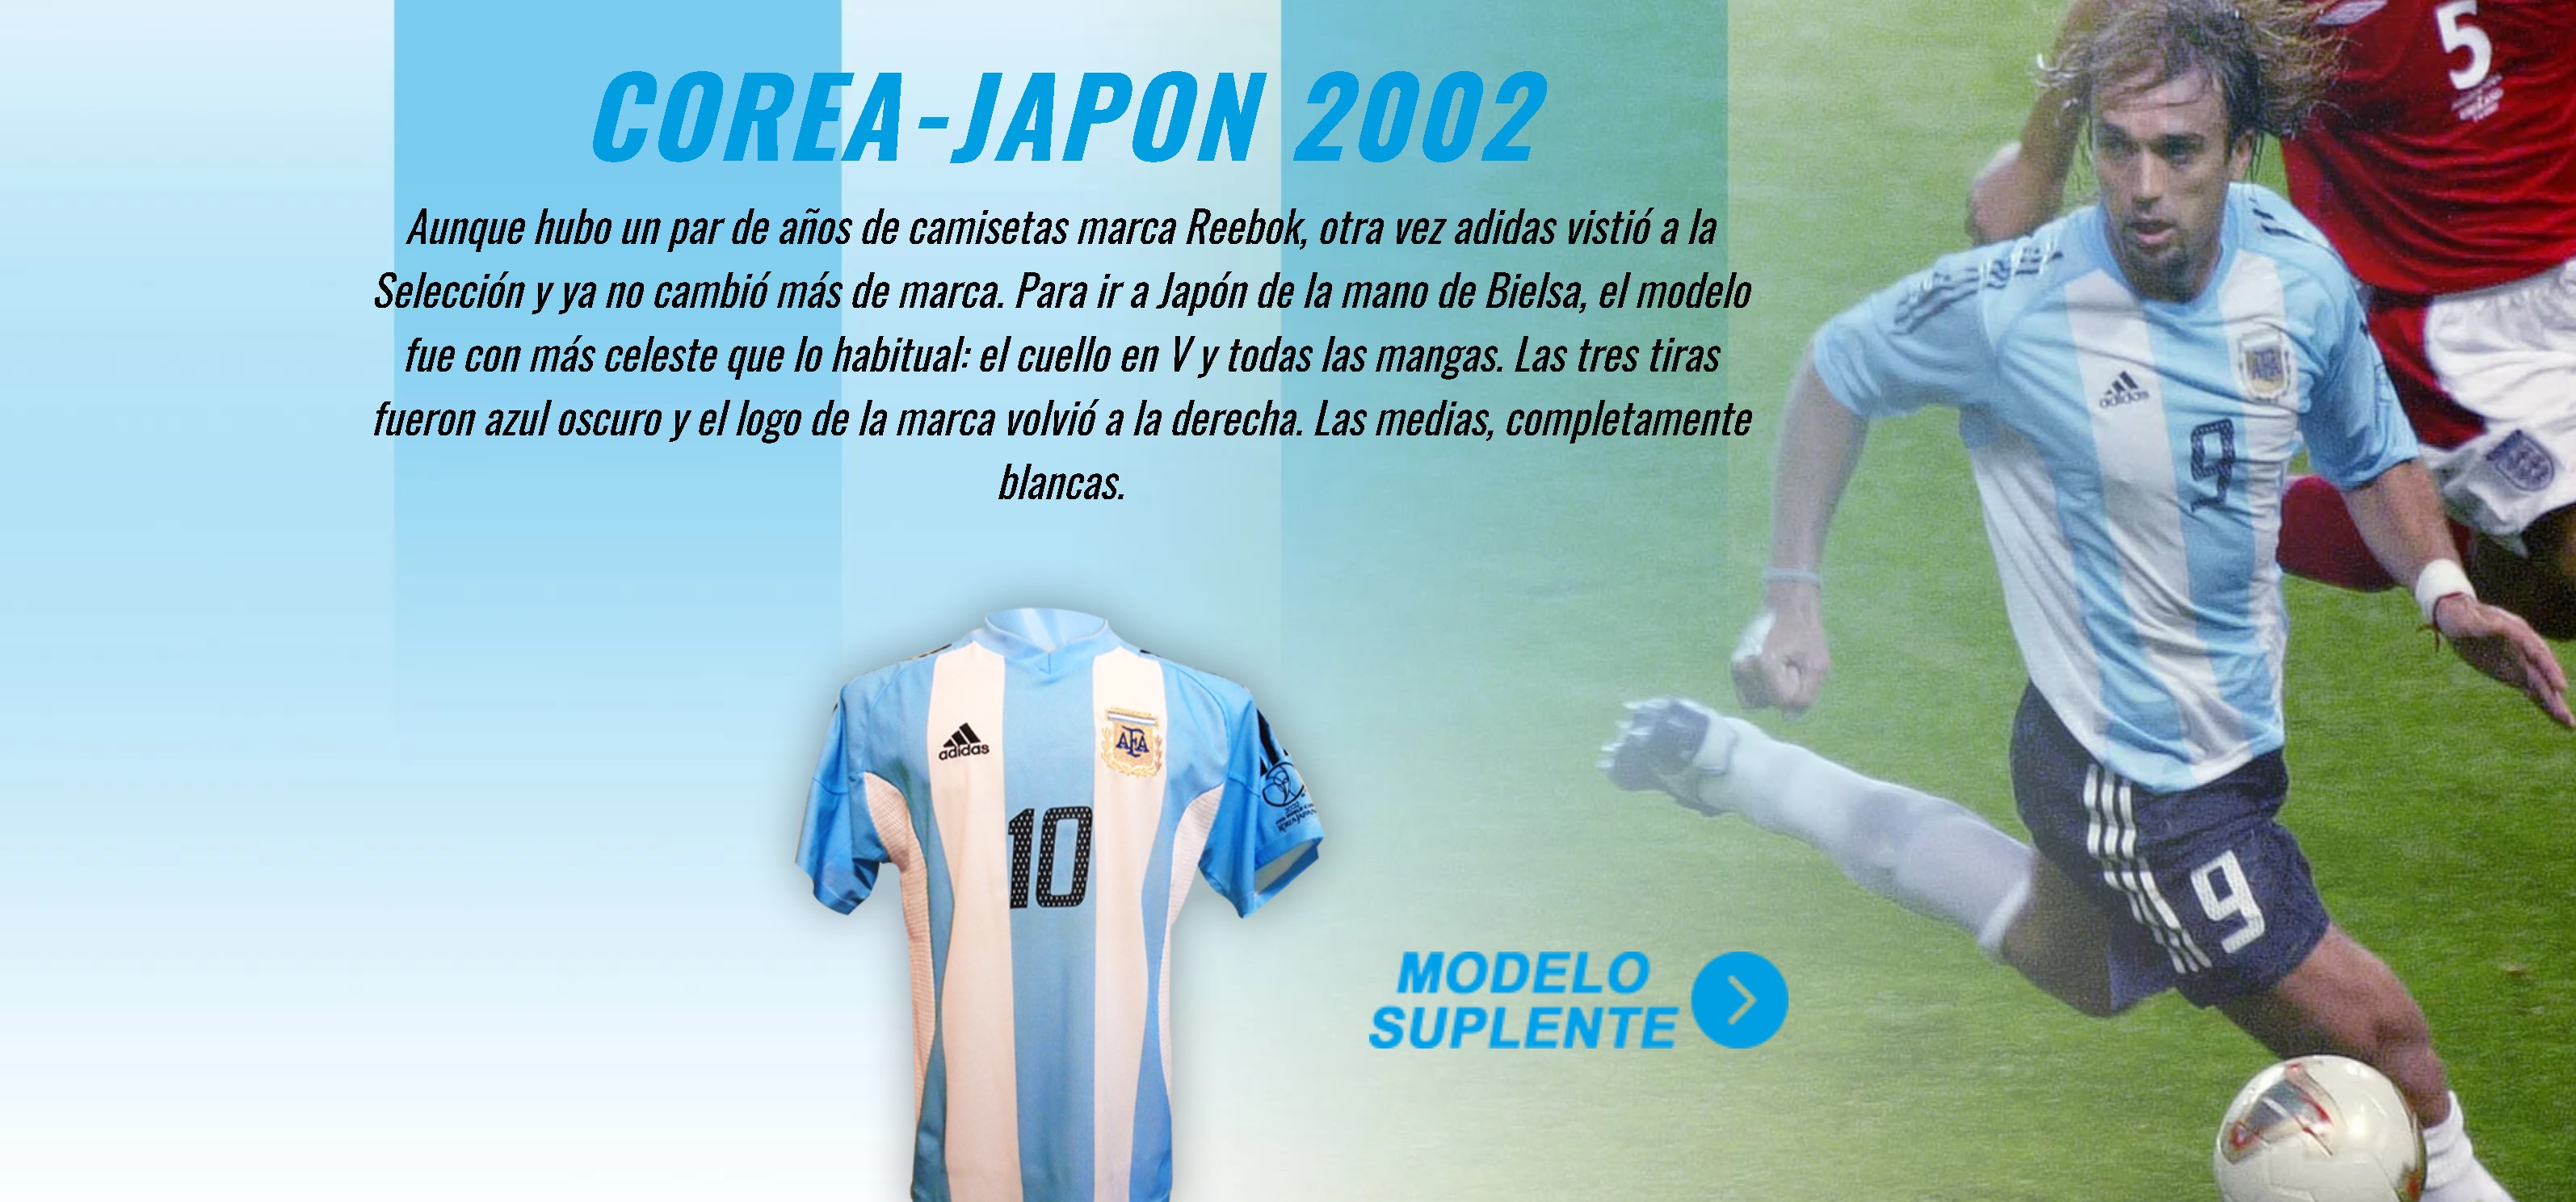 COREA-JAPON 2002
Aunque hubo un par de años de camisetas marca Reebok, otra vez adidas vistió a la
Selección y ya no cambió más de marca. Para ir a Japón de la mano de Bielsa, el modelo
fue con más celeste que lo habitual: el cuello en V y todas las mangas. Las tres tiras
fueron azul oscuro y el logo de la marca volvió a la derecha. Las medias, completamente
blancas.
adidas
AFA
10
2002
MODELO
SUPLENTE
5
adidas
9
9